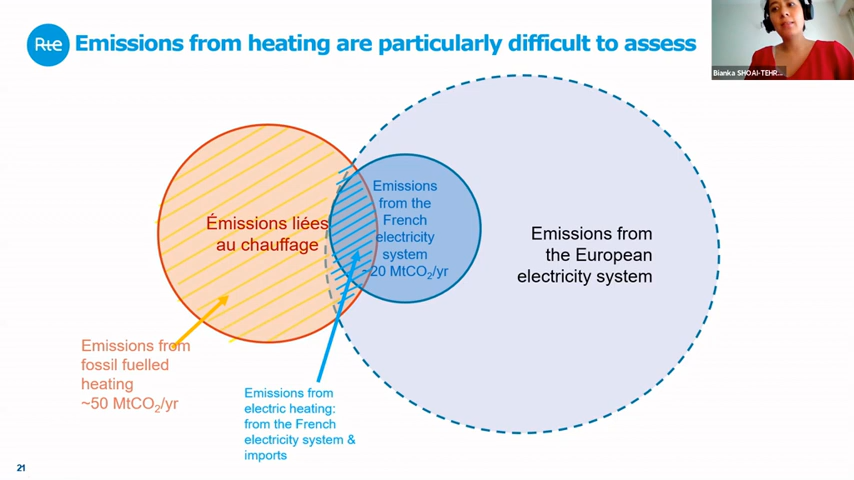 Rte
Emissions from heating are particularly difficult to assess
Bianka SHOAI-TEHR...
Emissions
from the
French
electricity
system
~20 MtCO₂/yr
Émissions liées
au chauffage
Emissions from
the European
electricity system
Emissions from
fossil fuelled
heating
~50 MtCO₂/yr
Emissions from
electric heating:
from the French
electricity system &
imports
21